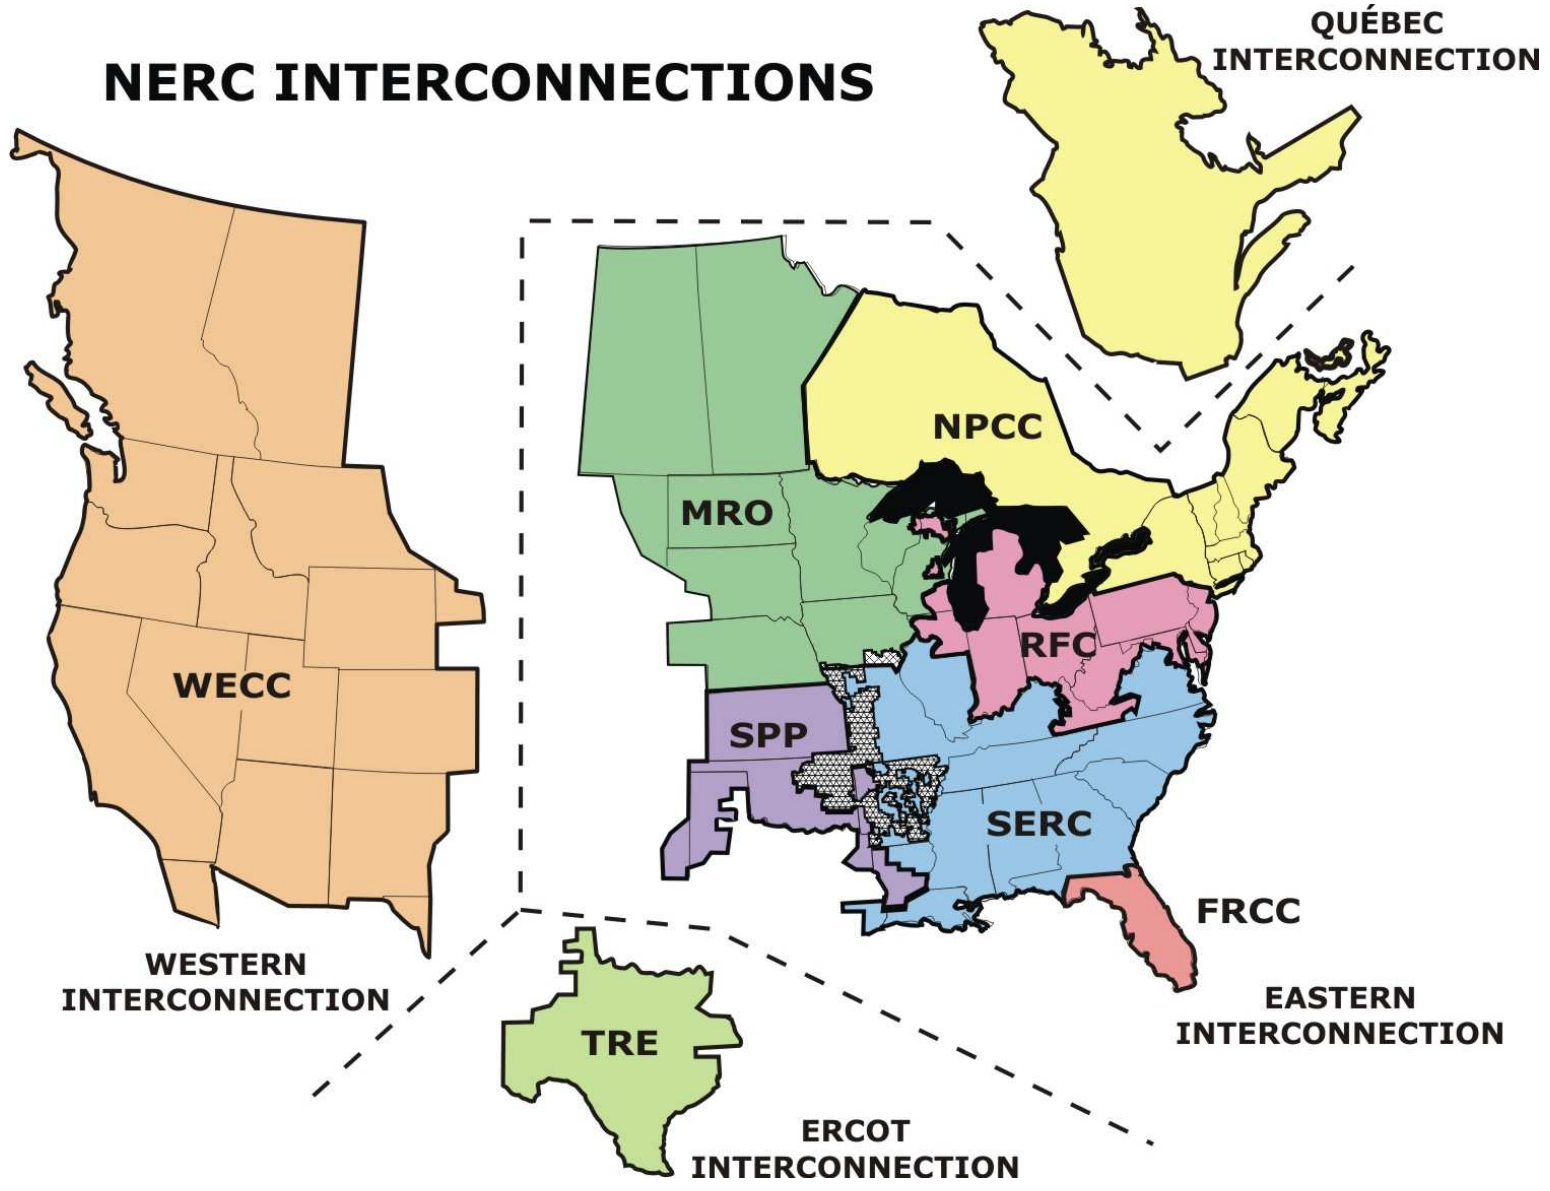 QUÉBEC
INTERCONNECTION
NERC INTERCONNECTIONS
NPCC
MRO
RFC
WECC
SPP
SERC
FRCC
WESTERN
INTERCONNECTION
EASTERN
INTERCONNECTION
TRE
ERCOT
INTERCONNECTION